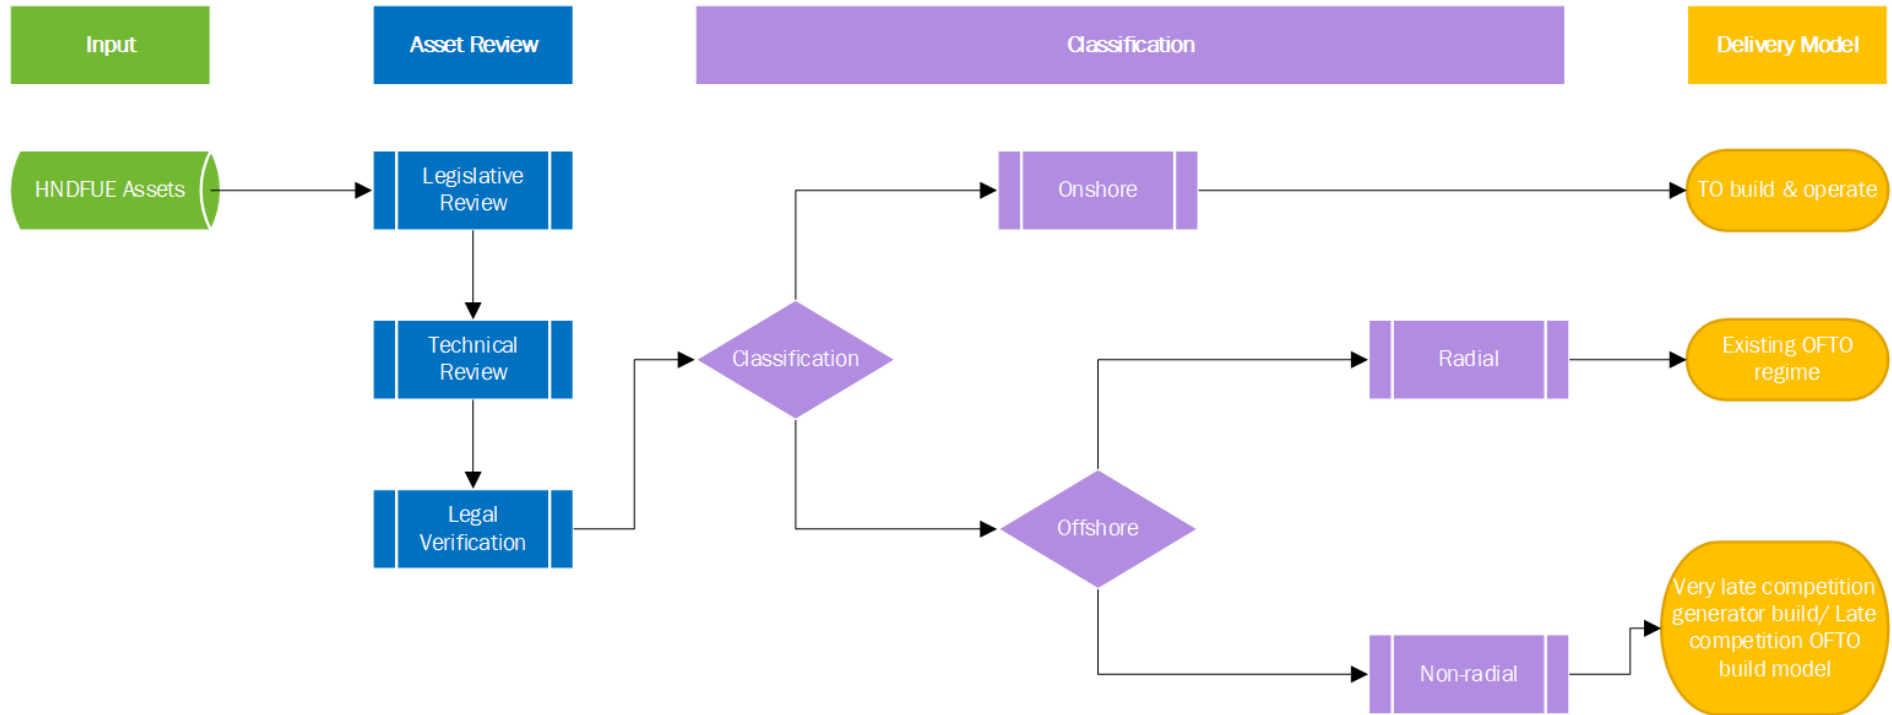 Input
Asset Review
Classification
Delivery Model
HNDFUE Assets
Legislative
Review
Onshore
TO build & operate
Technical
Review
Classification
Radial
Existing OFTO
regime
Legal
Verification
Offshore
Non-radial
Very late competition
generator build/ Late
competition OFTO
build model